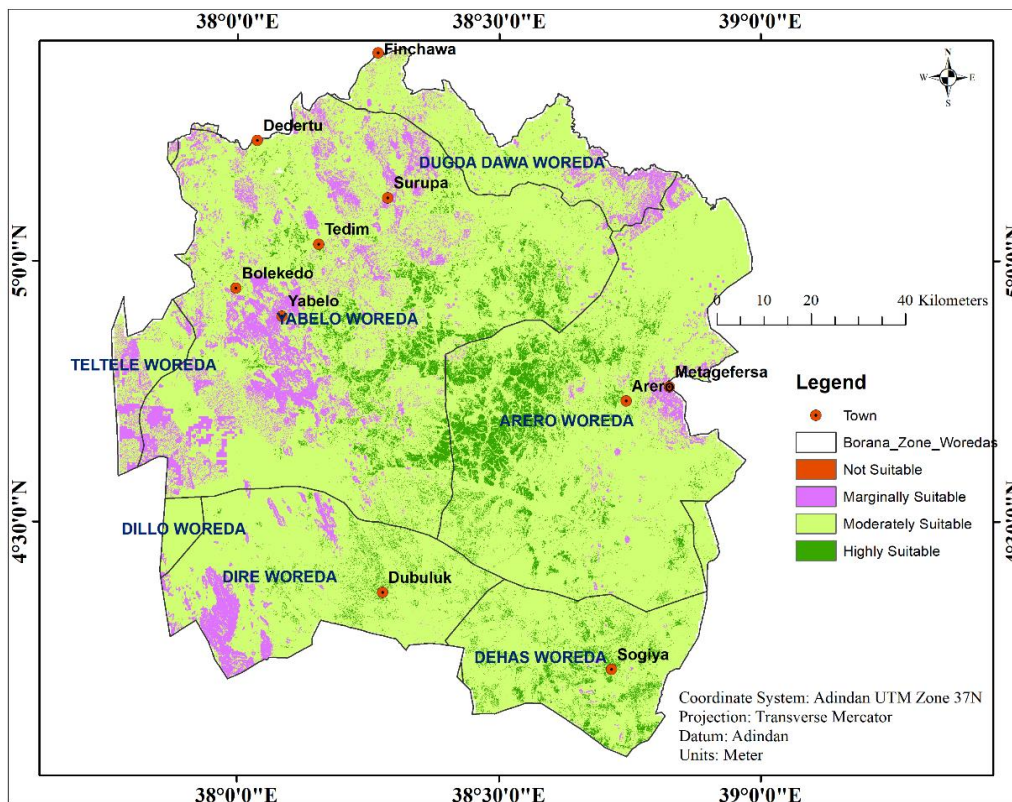 38°0'0"E
38°30'0"E
39°0'0"E
Finchawa
N
W E
S
Dedertu
DUGDA DAWA WOREDA
Surupa
Tedim
5°0'0"N
5°0'0"N
Bolekedo
0 10 20 40 Kilometers
Yabelo
YABELO WOREDA
TELTELE WOREDA
Metagefersa
Arero
Legend
ARERO WOREDA
Town
Borana_Zone_Woredas
Not Suitable
Marginally Suitable
Moderately Suitable
Highly Suitable
4°30'0"N
4°30'0"N
DILLO WOREDA
DIRE WOREDA
Dubuluk
DEHAS WOREDA
Sogiya
Coordinate System: Adindan UTM Zone 37N
Projection: Transverse Mercator
Datum: Adindan
Units: Meter
38°0'0"E
38°30'0"E
39°0'0"E